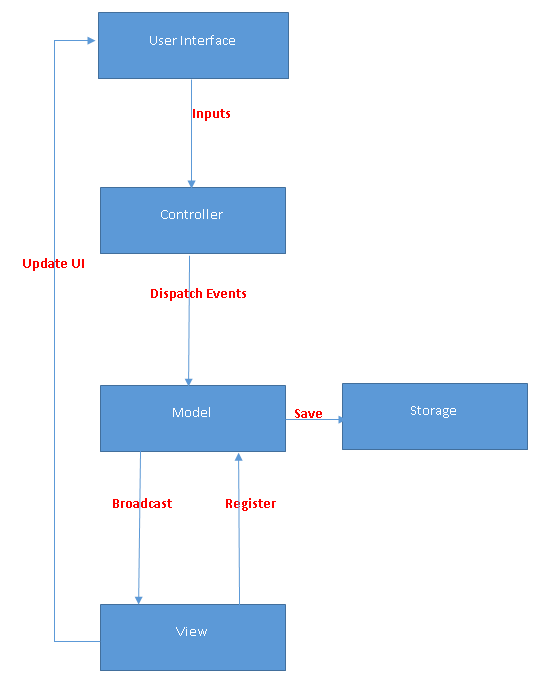 User Interface
Inputs
Controller
Update UI
Dispatch Events
Model
Save
Storage
Broadcast
Register
View